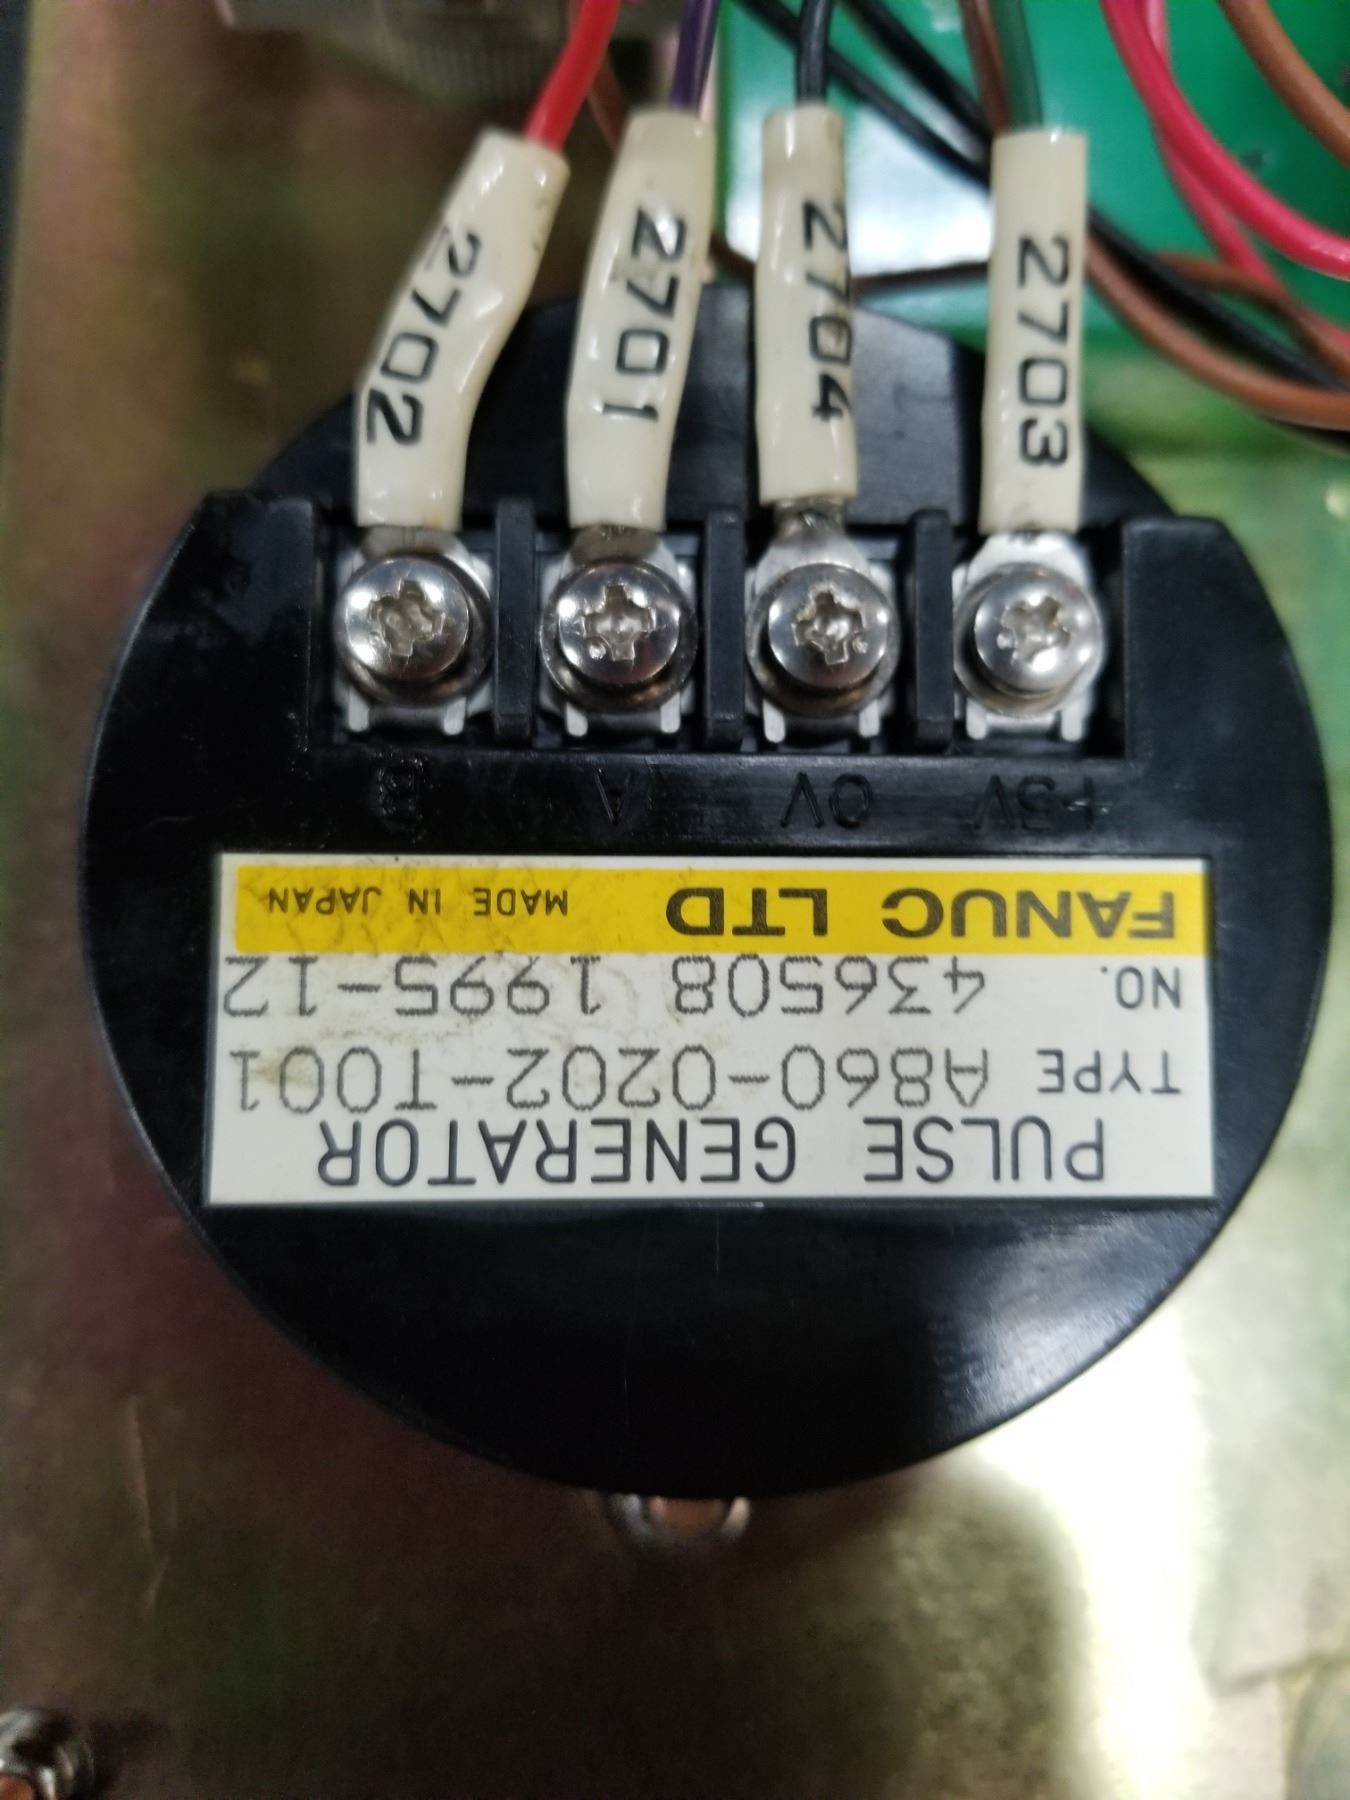 2702
2701
2704
2703
+5V
0V
A
B
PULSE GENERATOR
TYPE A860-0202-T001
NO. 436508 1995-12
FANUC LTD MADE IN JAPAN